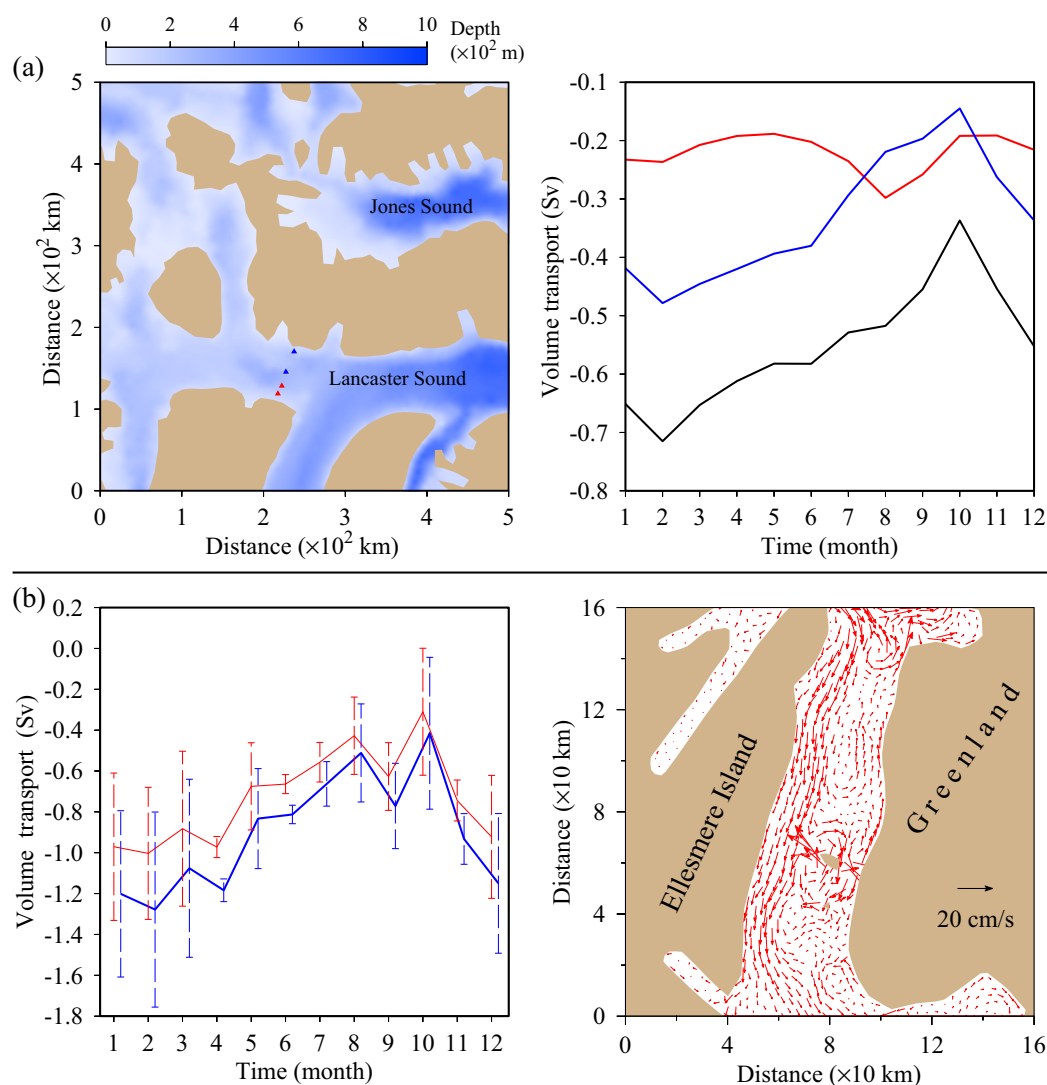 0 2 4 6 8 10
Depth
(×10² m)
(a)
5
4
3
2
1
0
Distance (×10² km)
Jones Sound
Lancaster Sound
0 1 2 3 4 5
Distance (×10² km)
-0.1
-0.2
-0.3
-0.4
-0.5
-0.6
-0.7
-0.8
Volume transport (Sv)
1 2 3 4 5 6 7 8 9 10 11 12
Time (month)
(b)
0.2
0.0
-0.2
-0.4
-0.6
-0.8
-1.0
-1.2
-1.4
-1.6
-1.8
Volume transport (Sv)
1 2 3 4 5 6 7 8 9 10 11 12
Time (month)
16
12
8
4
0
Distance (×10 km)
Ellesmere Island
Greenland
20 cm/s
0 4 8 12 16
Distance (×10 km)